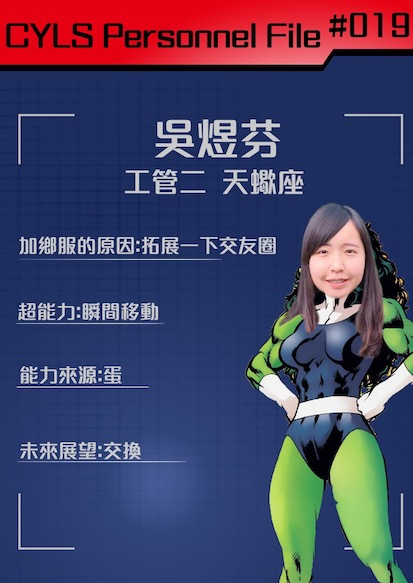 CYLS Personnel File #019
吳煜芬
工管二 天蠍座
加鄉服的原因:拓展一下交友圈
超能力:瞬間移動
能力來源:蛋
未來展望:交換